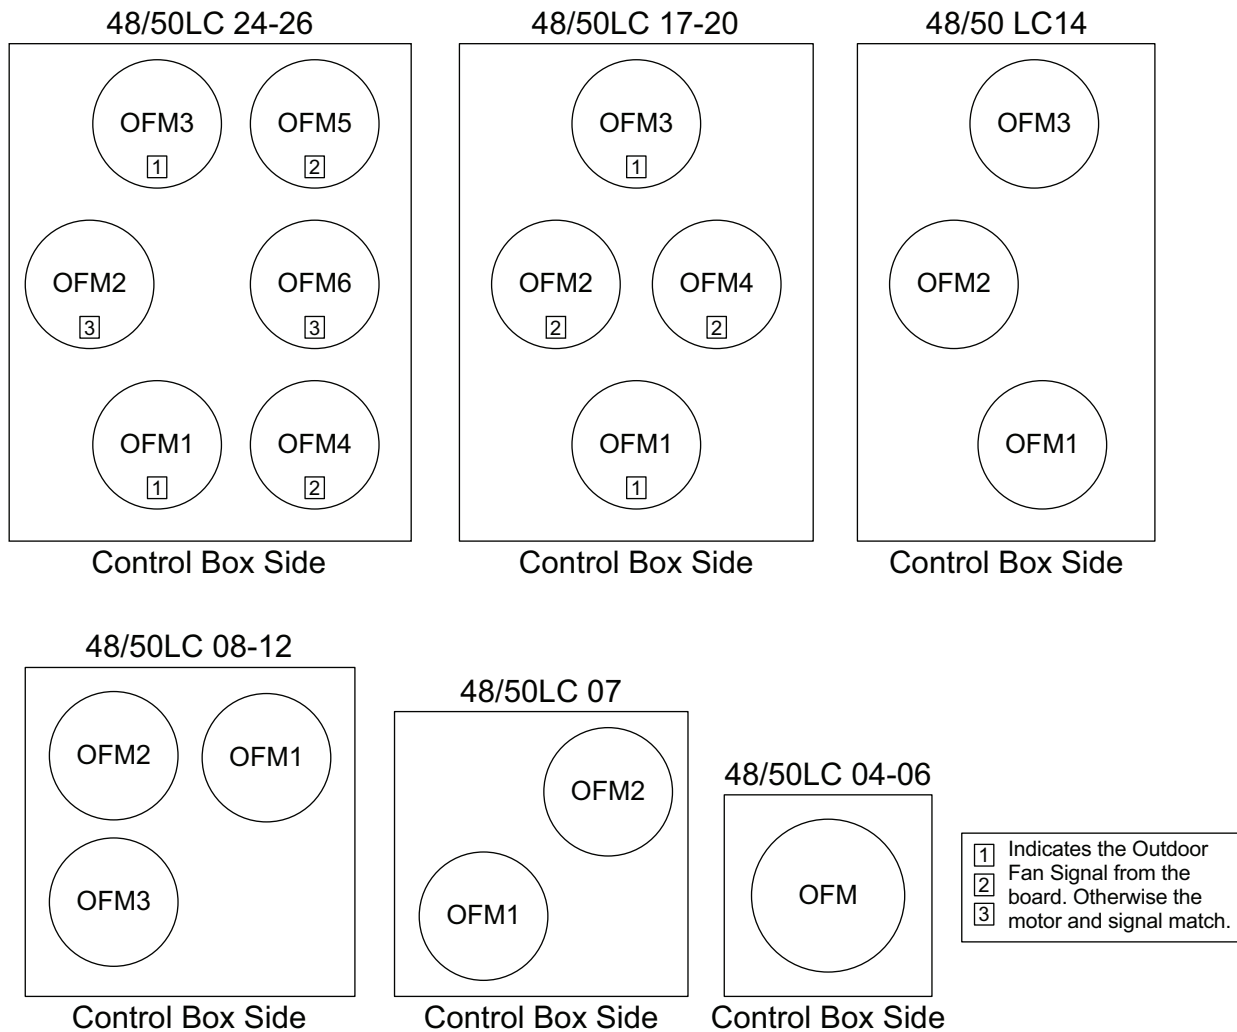 48/50LC 24-26
OFM3
1
OFM5
2
OFM2
3
OFM6
3
OFM1
1
OFM4
2
Control Box Side
48/50LC 17-20
OFM3
1
OFM2
2
OFM4
2
OFM1
1
Control Box Side
48/50 LC14
OFM3
OFM2
OFM1
Control Box Side
48/50LC 08-12
OFM2
OFM1
OFM3
Control Box Side
48/50LC 07
OFM2
OFM1
Control Box Side
48/50LC 04-06
OFM
Control Box Side
1 Indicates the Outdoor
2 Fan Signal from the
board. Otherwise the
3 motor and signal match.